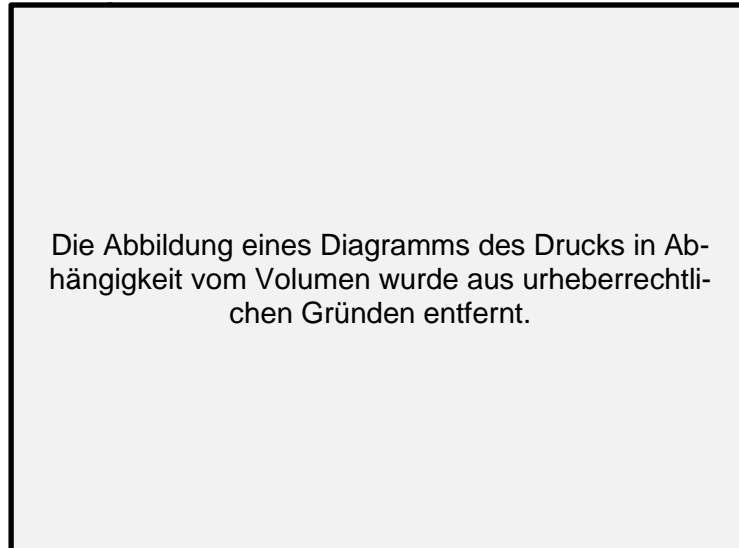 Die Abbildung eines Diagramms des Drucks in Ab-
hängigkeit vom Volumen wurde aus urheberrechtli-
chen Gründen entfernt.